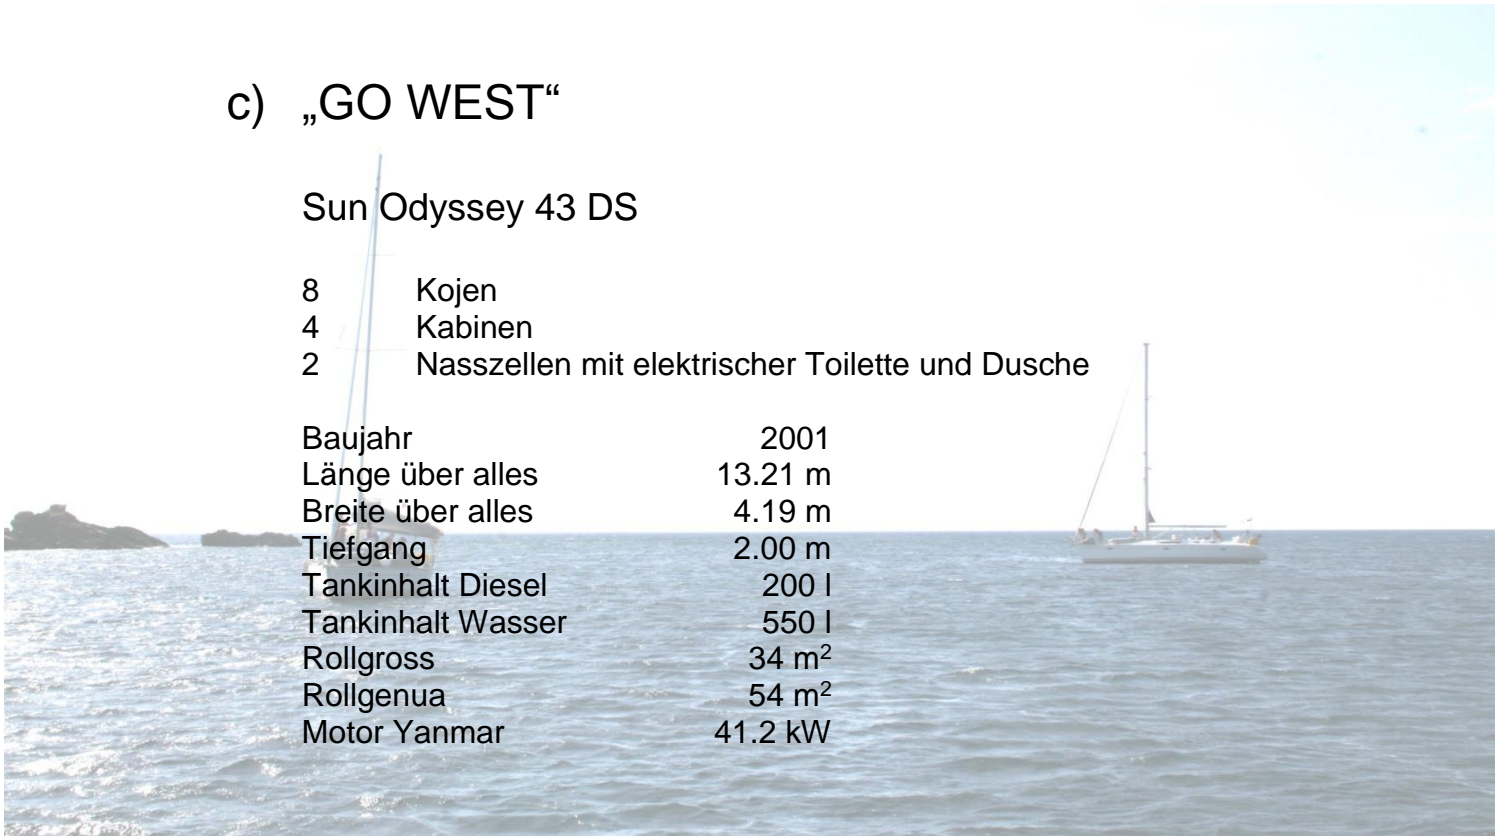 c) „GO WEST“
Sun Odyssey 43 DS
8 Kojen
4 Kabinen
2 Nasszellen mit elektrischer Toilette und Dusche
Baujahr 2001
Länge über alles 13.21 m
Breite über alles 4.19 m
Tiefgang 2.00 m
Tankinhalt Diesel 200 l
Tankinhalt Wasser 550 l
Rollgross 34 m²
Rollgenua 54 m²
Motor Yanmar 41.2 kW